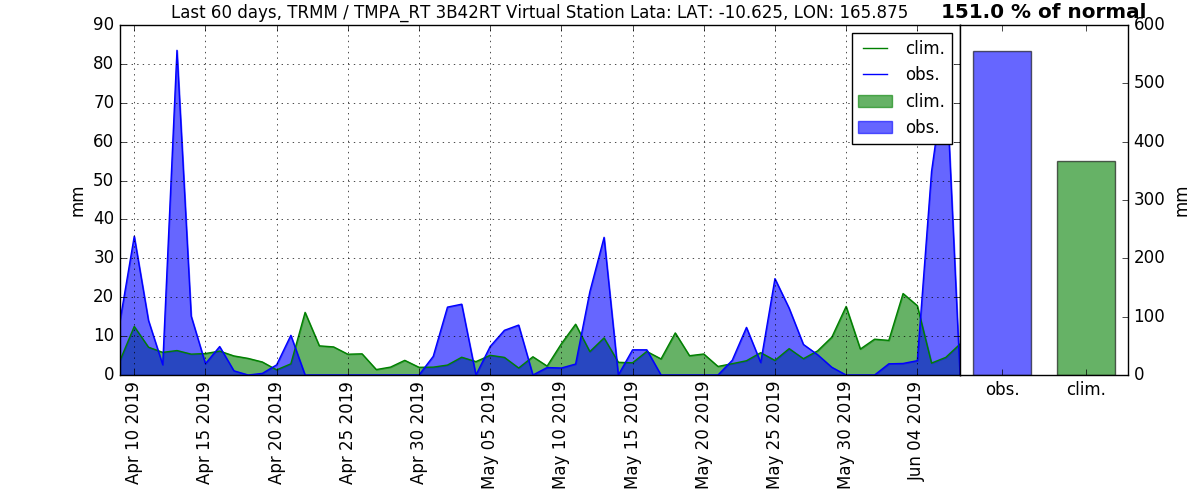 Last 60 days, TRMM / TMPA_RT 3B42RT Virtual Station Lata: LAT: -10.625, LON: 165.875
151.0 % of normal
90
80
70
60
50
40
30
20
10
0
mm
clim.
obs.
clim.
obs.
600
500
400
300
200
100
0
mm
Apr 10 2019
Apr 15 2019
Apr 20 2019
Apr 25 2019
Apr 30 2019
May 05 2019
May 10 2019
May 15 2019
May 20 2019
May 25 2019
May 30 2019
Jun 04 2019
obs.
clim.